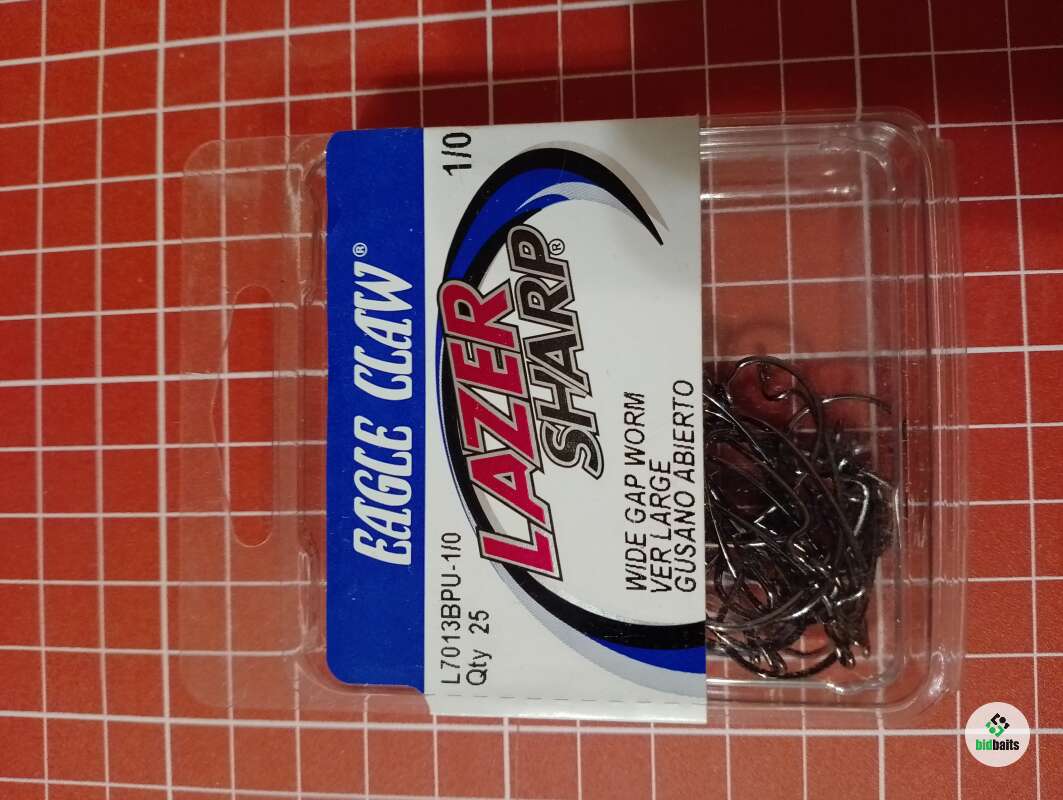 EAGLE CLAW®
L7013BPU-1/0
Qty 25
1/0
LAZER
SHARP®
WIDE GAP WORM
VER LARGE
GUSANO ABIERTO
bidbaits